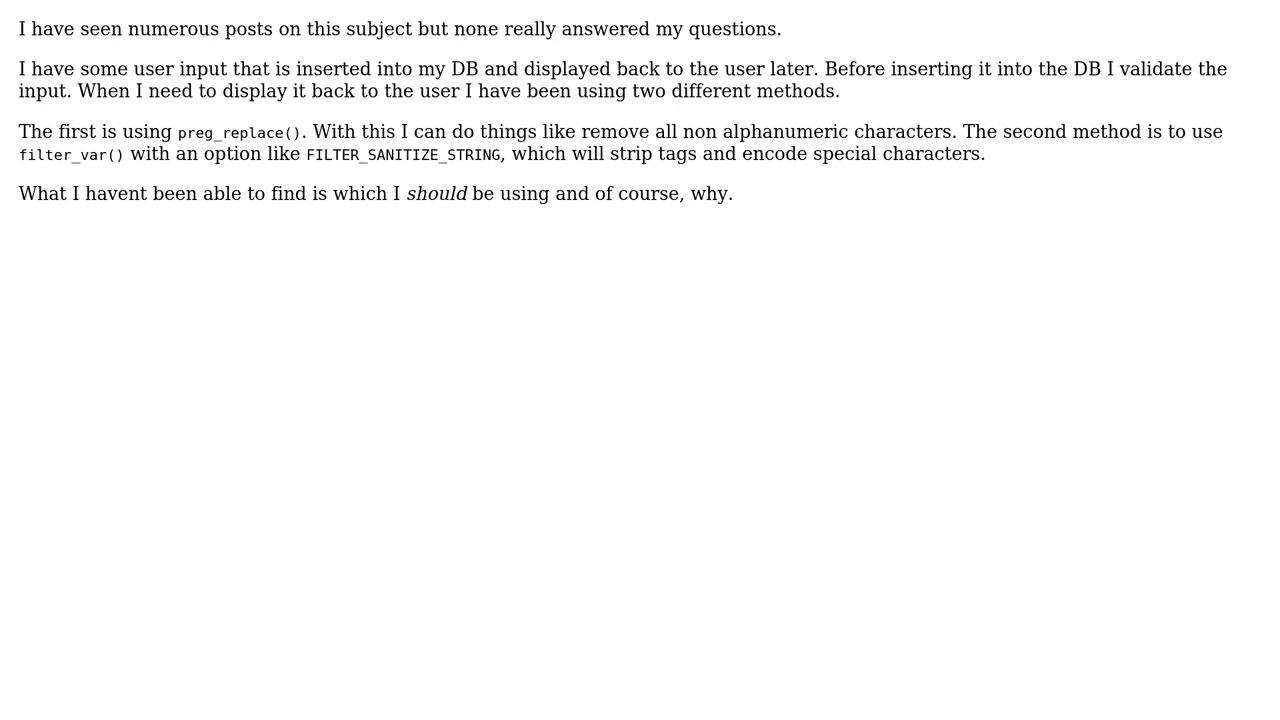 I have seen numerous posts on this subject but none really answered my questions.
I have some user input that is inserted into my DB and displayed back to the user later. Before inserting it into the DB I validate the
input. When I need to display it back to the user I have been using two different methods.
The first is using preg_replace(). With this I can do things like remove all non alphanumeric characters. The second method is to use
filter_var() with an option like FILTER_SANITIZE_STRING, which will strip tags and encode special characters.
What I havent been able to find is which I should be using and of course, why.